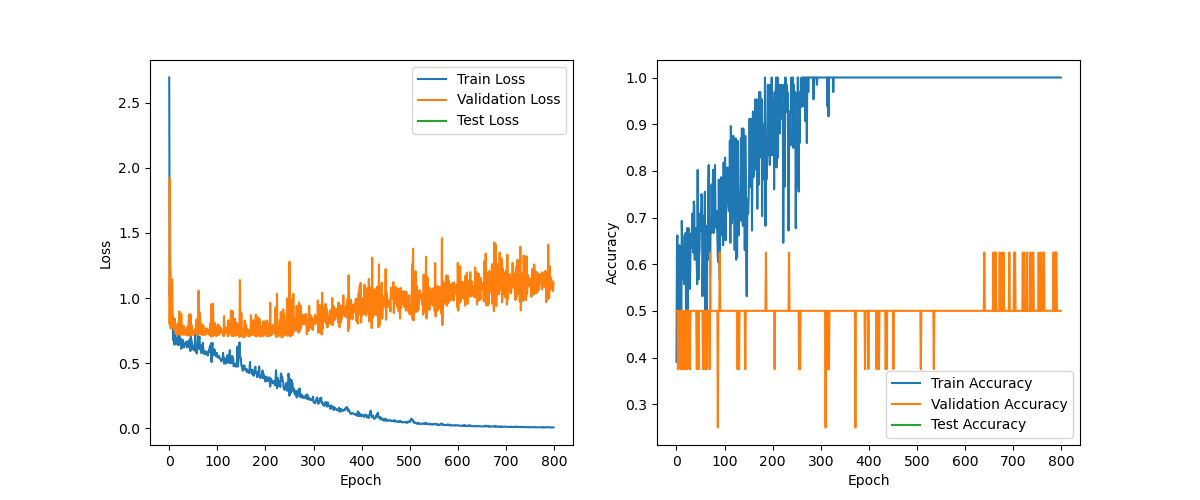 Train Loss
Validation Loss
Test Loss
2.5
2.0
1.5
1.0
0.5
0.0
Loss
0 100 200 300 400 500 600 700 800
Epoch
1.0
0.9
0.8
0.7
0.6
0.5
0.4
0.3
Accuracy
Train Accuracy
Validation Accuracy
Test Accuracy
0 100 200 300 400 500 600 700 800
Epoch